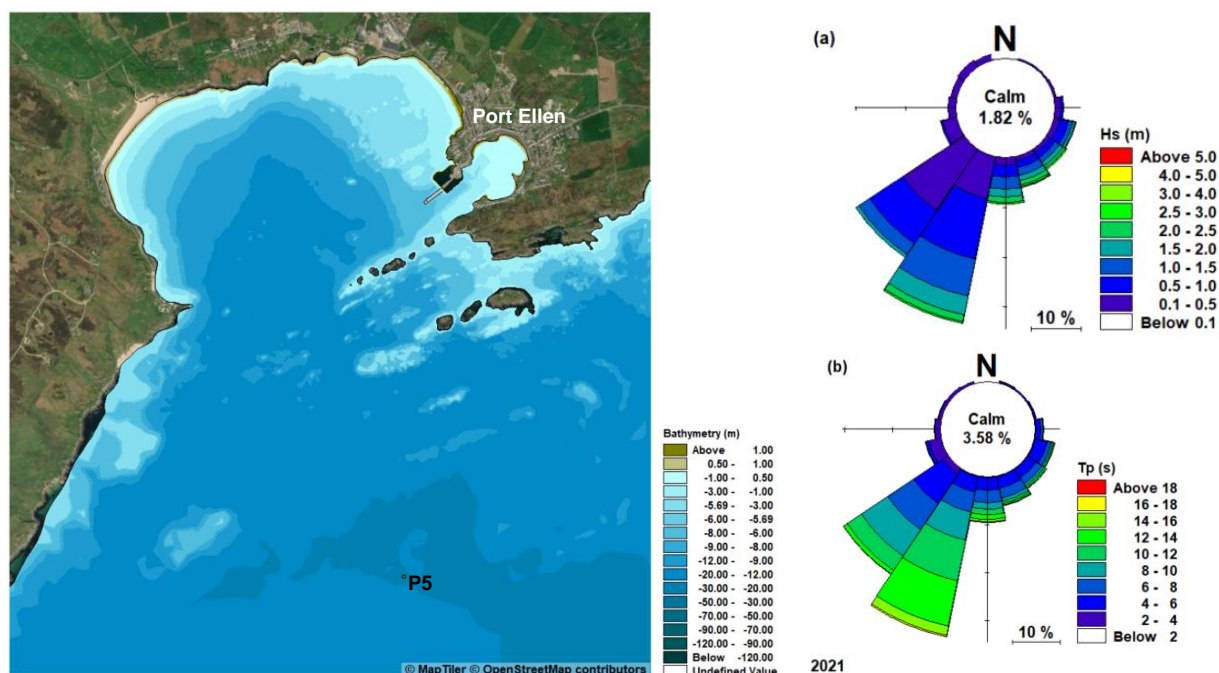 Port Ellen
P5
© MapTiler © OpenStreetMap contributors
Bathymetry (m)
Above 1.00
0.50 - 1.00
-1.00 - 0.50
-3.00 - -1.00
-5.69 - -3.00
-6.00 - -5.69
-8.00 - -6.00
-9.00 - -8.00
-12.00 - -9.00
-20.00 - -12.00
-30.00 - -20.00
-50.00 - -30.00
-70.00 - -50.00
-90.00 - -70.00
-120.00 - -90.00
Below -120.00
Undefined Value
(a)
N
Calm
1.82 %
10 %
Hs (m)
Above 5.0
4.0 - 5.0
3.0 - 4.0
2.5 - 3.0
2.0 - 2.5
1.5 - 2.0
1.0 - 1.5
0.5 - 1.0
0.1 - 0.5
Below 0.1
(b)
N
Calm
3.58 %
10 %
Tp (s)
Above 18
16 - 18
14 - 16
12 - 14
10 - 12
8 - 10
6 - 8
4 - 6
2 - 4
Below 2
2021